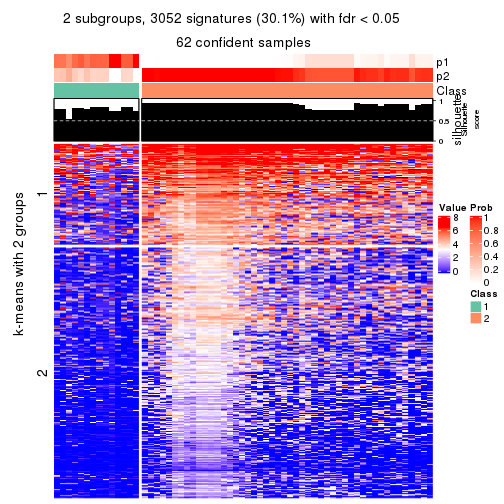 2 subgroups, 3052 signatures (30.1%) with fdr < 0.05
62 confident samples
p1
p2
Class
silhouette
Silhouette
score
1
0.5
0
k-means with 2 groups
1
2
Value
8
6
4
2
0
Prob
1
0.8
0.6
0.4
0.2
0
Class
1
2